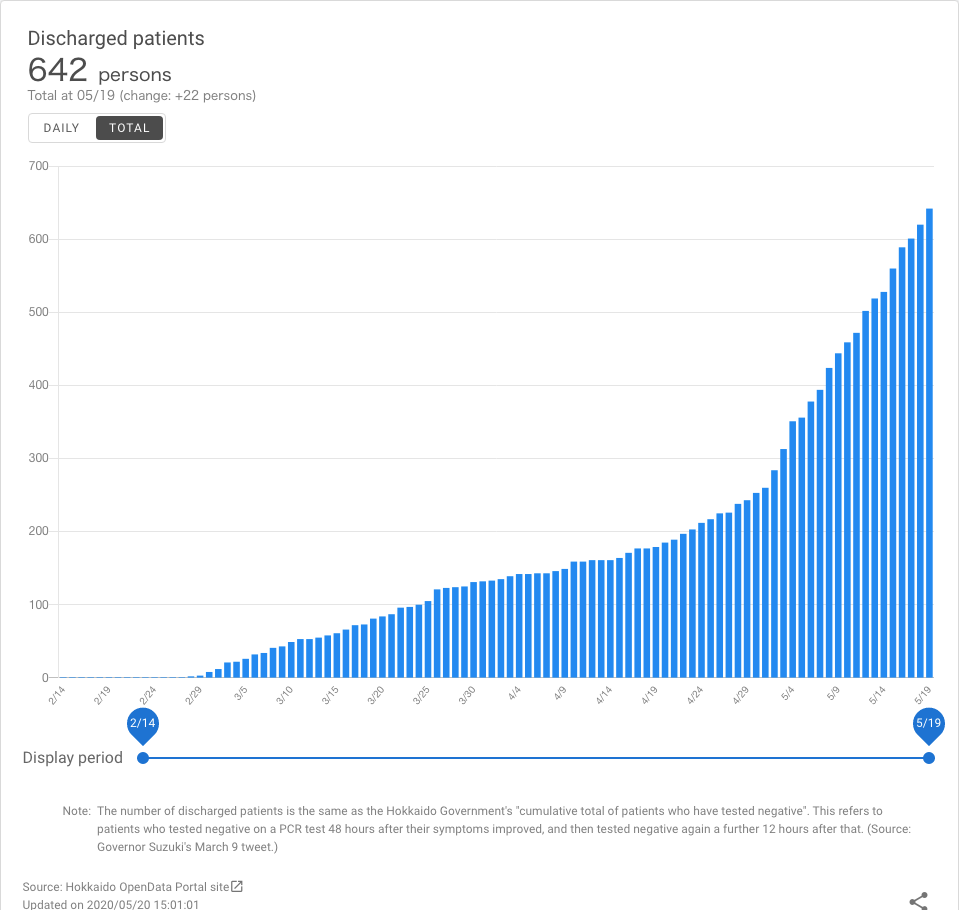 Discharged patients
642 persons
Total at 05/19 (change: +22 persons)
DAILY TOTAL
700
600
500
400
300
200
100
0
2/14 2/19 2/24 2/29 3/5 3/10 3/15 3/20 3/25 3/30 4/4 4/9 4/14 4/19 4/24 4/29 5/4 5/9 5/14 5/19
2/14 5/19
Display period
Note: The number of discharged patients is the same as the Hokkaido Government's "cumulative total of patients who have tested negative". This refers to
patients who tested negative on a PCR test 48 hours after their symptoms improved, and then tested negative again a further 12 hours after that. (Source:
Governor Suzuki's March 9 tweet.)
Source: Hokkaido OpenData Portal site
Updated on 2020/05/20 15:01:01